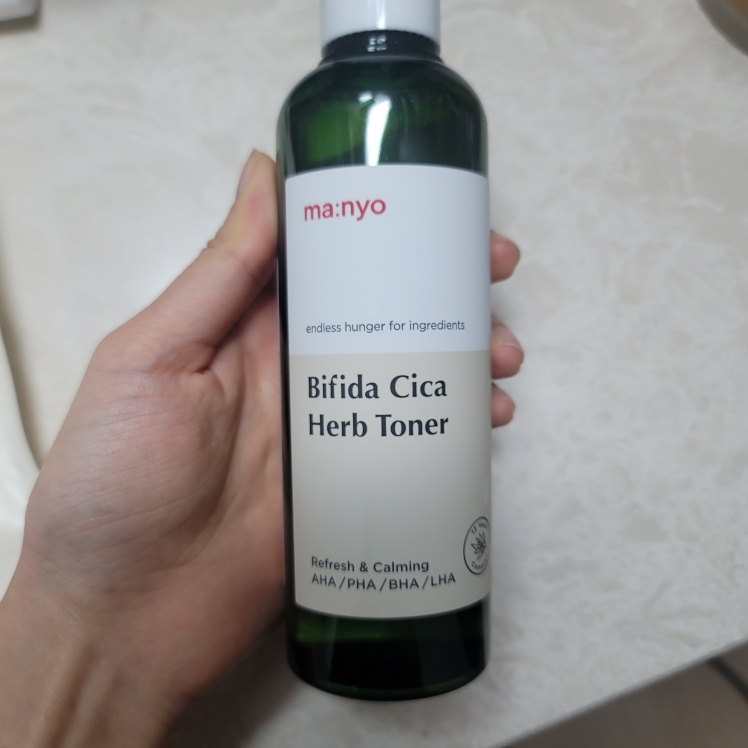 ma:nyo
endless hunger for ingredients
Bifida Cica
Herb Toner
Refresh & Calming
AHA/PHA/BHA/LHA